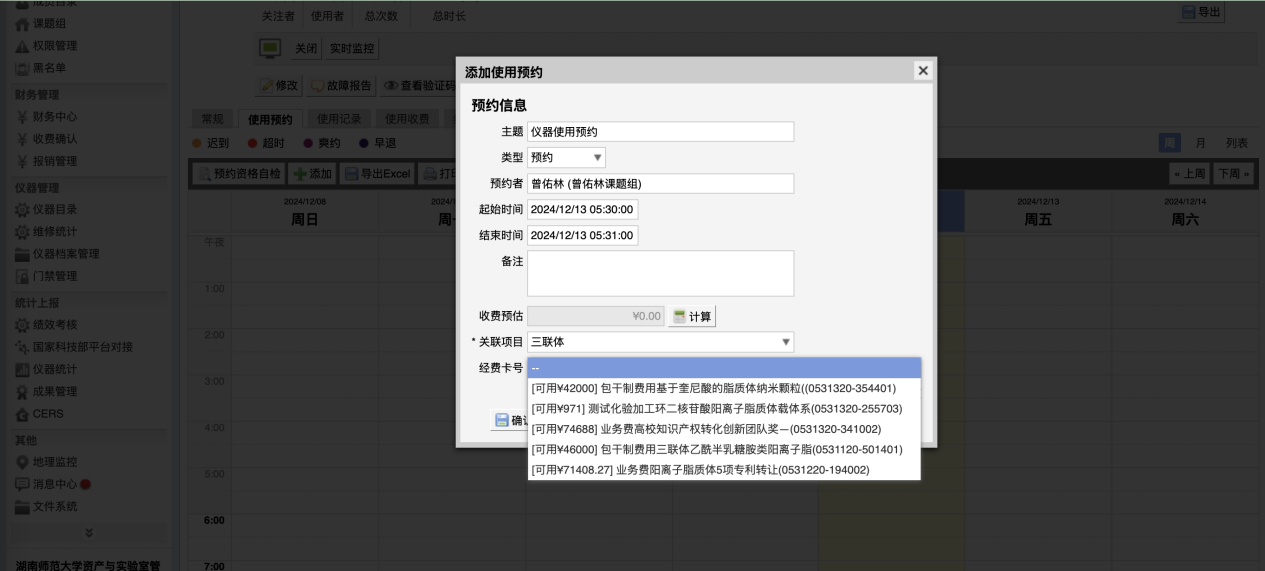 成员目录
课题组
权限管理
黑名单
财务管理
财务中心
收费确认
报销管理
仪器管理
仪器目录
维修统计
仪器档案管理
门禁管理
统计上报
绩效考核
国家科技部平台对接
仪器统计
成果管理
CERS
其他
地理监控
消息中心
文件系统
湖南师范大学资产与实验室管
关注者 使用者 总次数 总时长
导出
关闭 实时监控
修改 故障报告 查看验证码
常规 使用预约 使用记录 使用收费
迟到 超时 爽约 早退
周 月 列表
预约资格自检 添加 导出Excel 打印
« 上周 下周 »
2024/12/08
周日
2024/1
周一
2024/12/13
周五
2024/12/14
周六
午夜
1:00
2:00
3:00
4:00
5:00
6:00
7:00
添加使用预约
预约信息
主题 仪器使用预约
类型 预约
预约者 曾佑林 (曾佑林课题组)
起始时间 2024/12/13 05:30:00
结束时间 2024/12/13 05:31:00
备注
收费预估 ¥0.00 计算
* 关联项目 三联体
经费卡号 --
[可用¥42000] 包干制费用基于奎尼酸的脂质体纳米颗粒((0531320-354401)
[可用¥971] 测试化验加工环二核苷酸阳离子脂质体载体系(0531320-255703)
[可用¥74688] 业务费高校知识产权转化创新团队奖—(0531320-341002)
[可用¥46000] 包干制费用三联体乙酰半乳糖胺类阳离子脂(0531120-501401)
[可用¥71408.27] 业务费阳离子脂质体5项专利转让(0531220-194002)
确